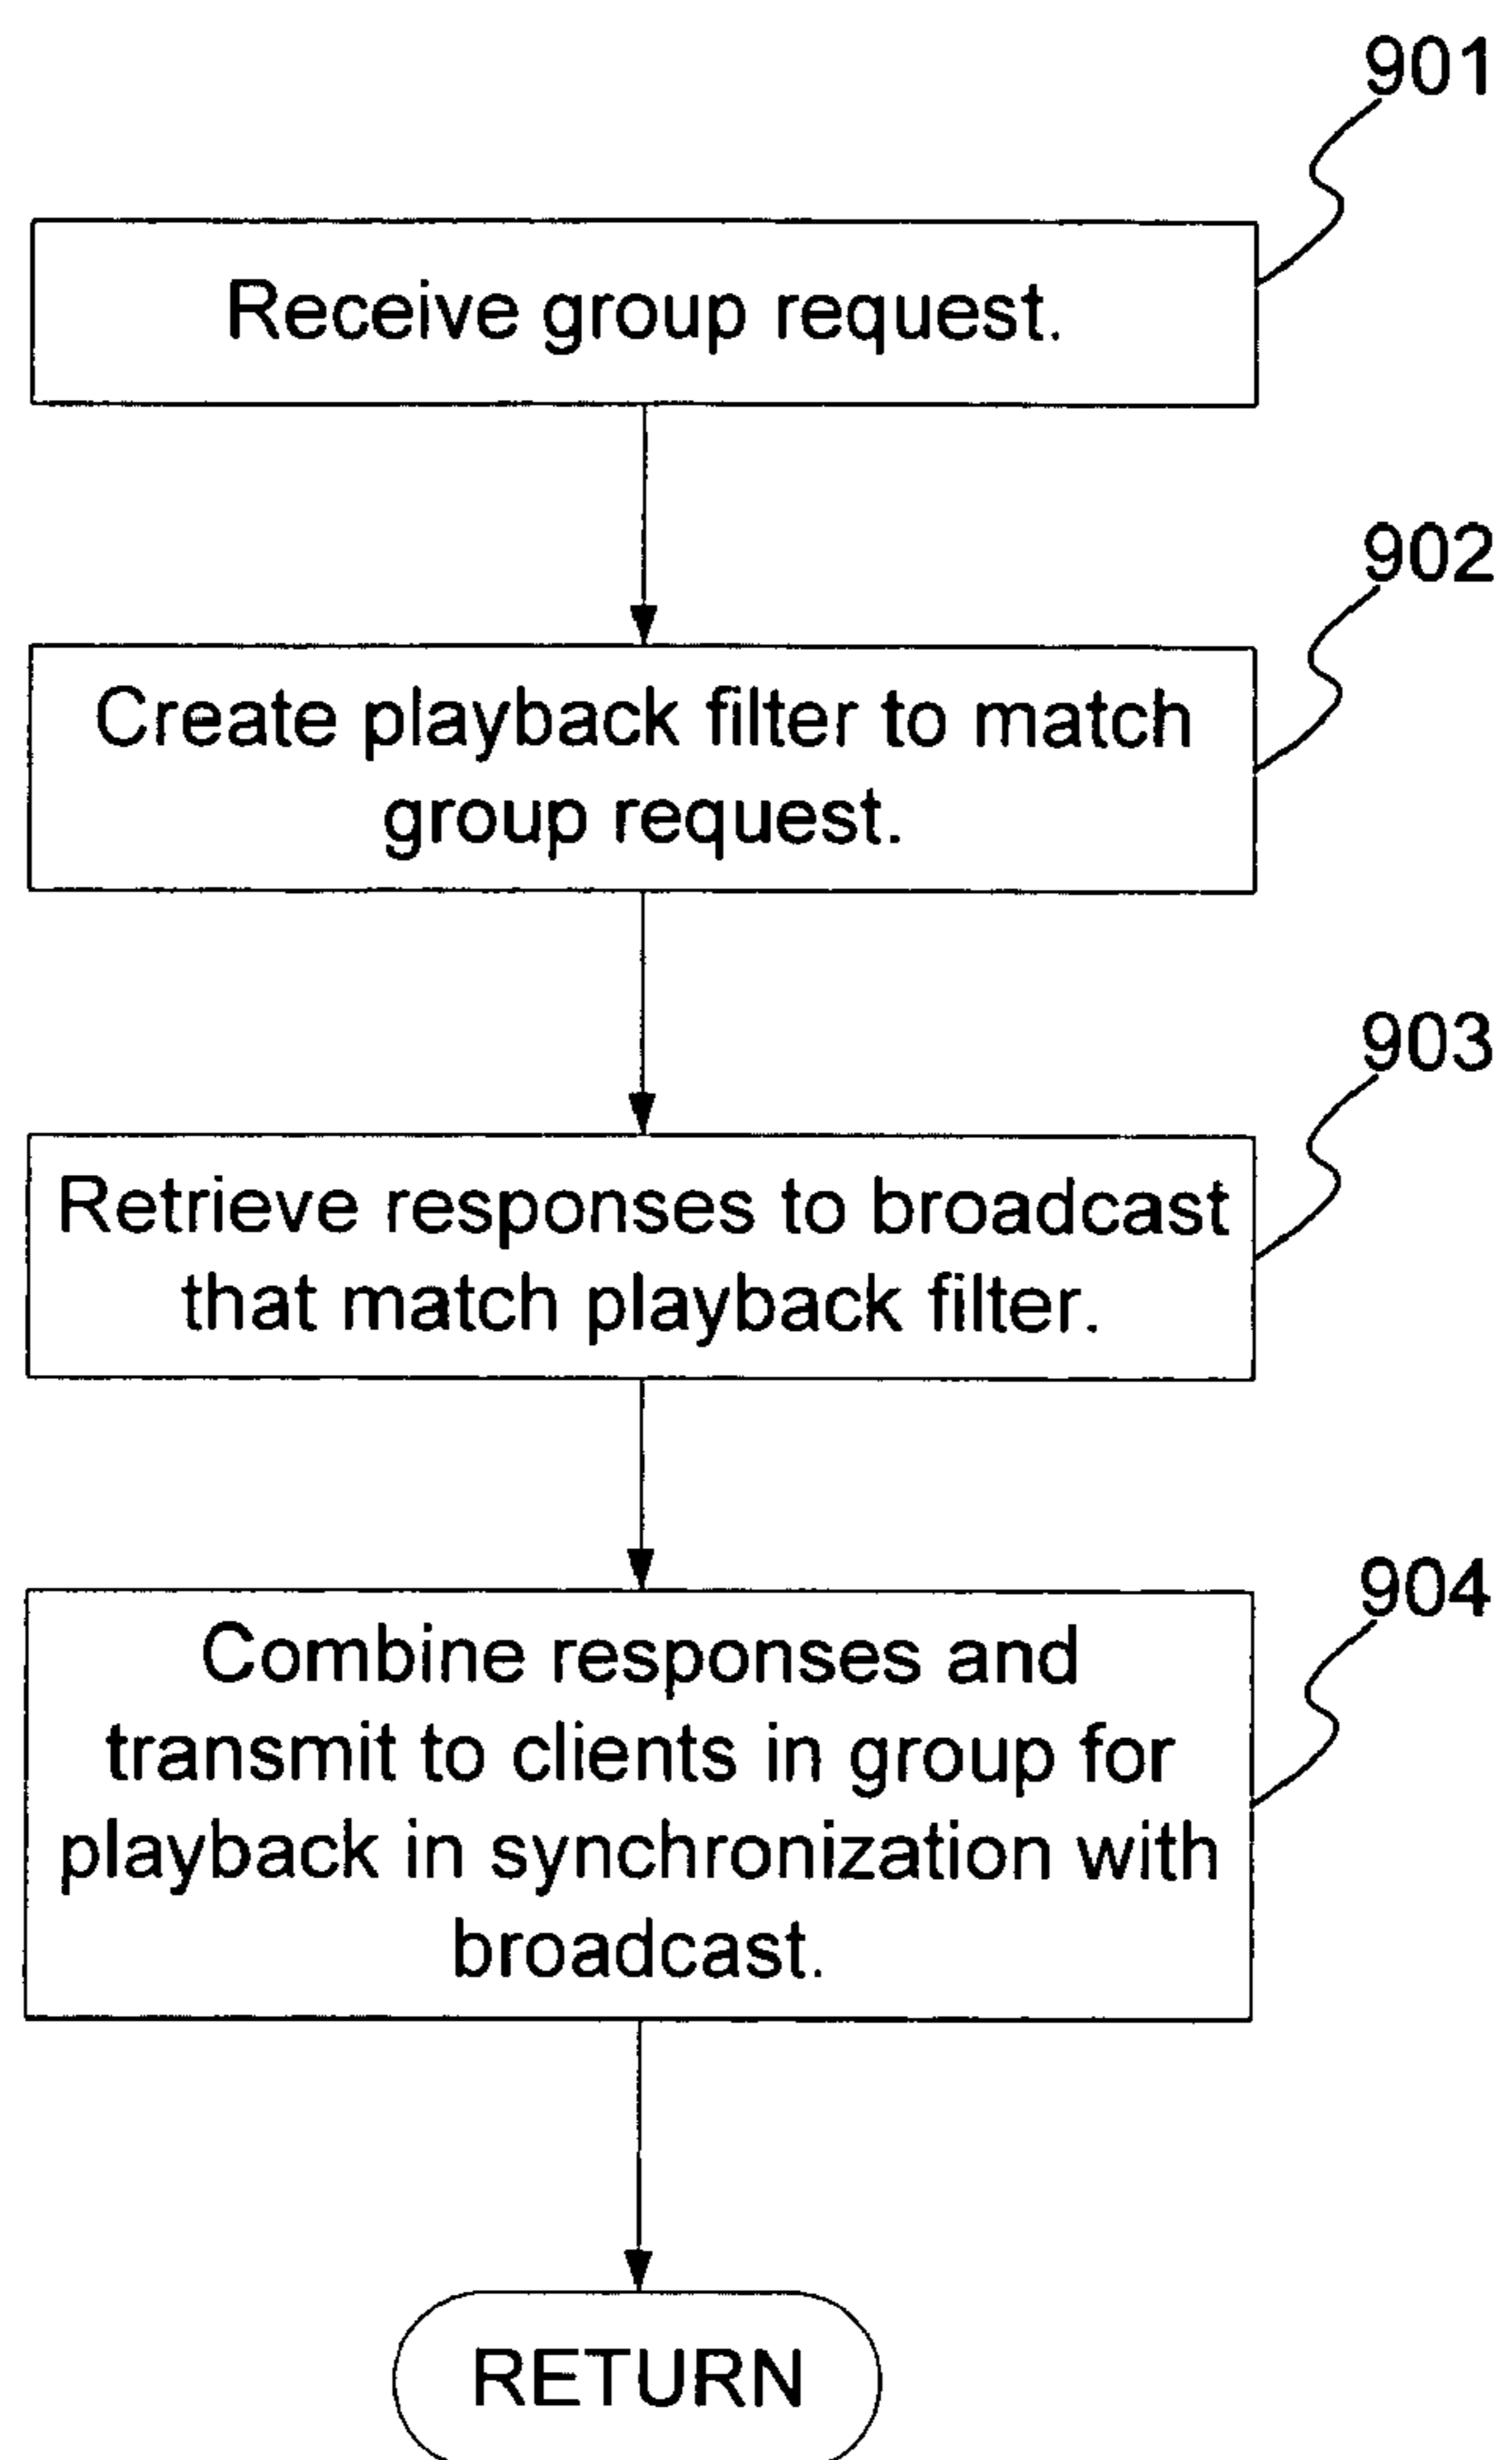 901
Receive group request.
902
Create playback filter to match
group request.
903
Retrieve responses to broadcast
that match playback filter.
904
Combine responses and
transmit to clients in group for
playback in synchronization with
broadcast.
RETURN